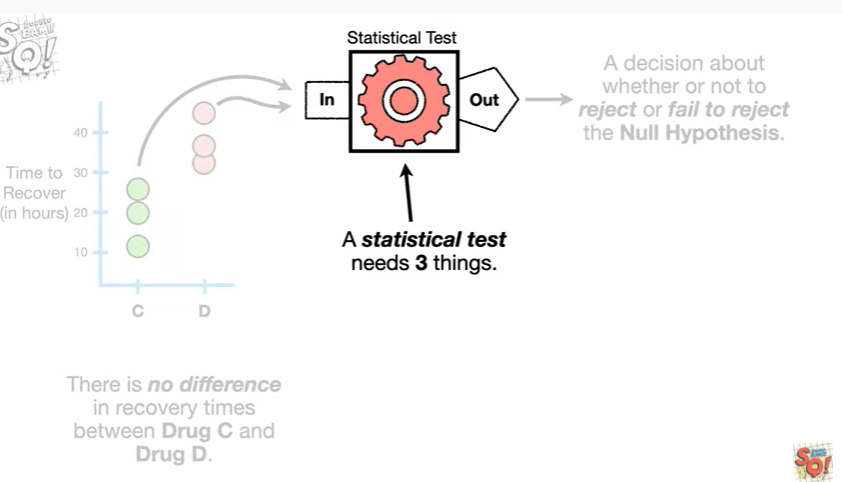 SQ!
Statistical Test
In
Out
A decision about
whether or not to
reject or fail to reject
the Null Hypothesis.
40
Time to
30
Recover
(in hours)
20
10
C
D
A statistical test
needs 3 things.
There is no difference
in recovery times
between Drug C and
Drug D.
SQ!